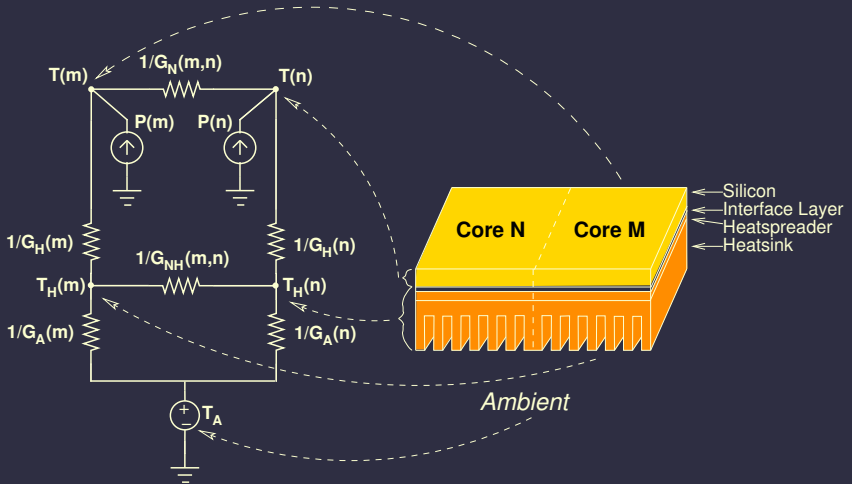 1/G_N(m,n)
T(m)
T(n)
P(m)
P(n)
Silicon
Interface Layer
Heatspreader
Heatsink
Core N
Core M
1/G_H(m)
1/G_H(n)
1/G_NH(m,n)
T_H(m)
T_H(n)
1/G_A(m)
1/G_A(n)
Ambient
+
−
T_A